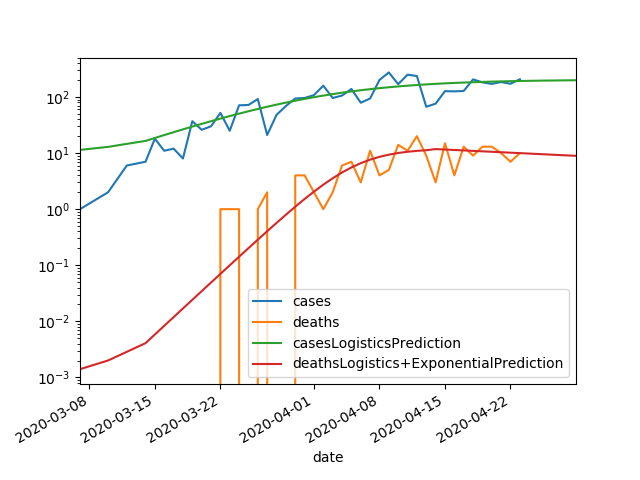 10²
10¹
10⁰
10⁻¹
10⁻²
10⁻³
cases
deaths
casesLogisticsPrediction
deathsLogistics+ExponentialPrediction
2020-03-08
2020-03-15
2020-03-22
2020-04-01
2020-04-08
2020-04-15
2020-04-22
date